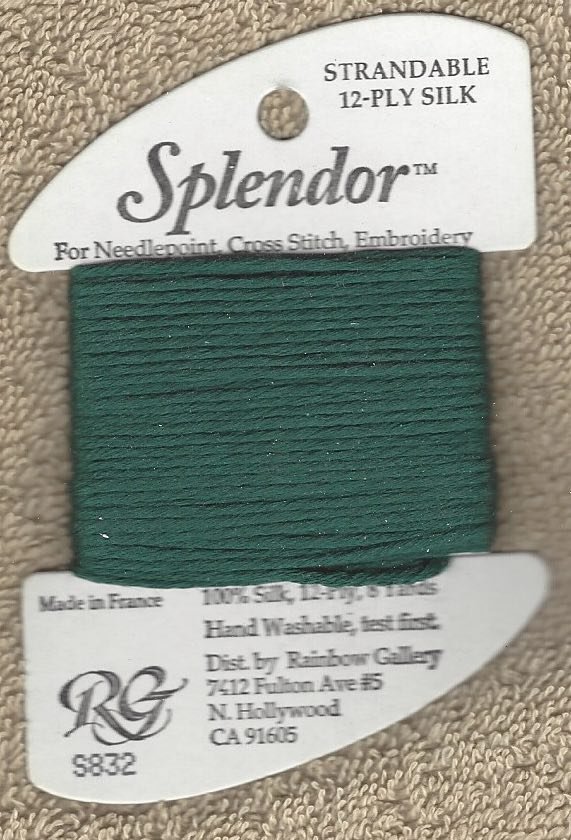 STRANDABLE
12-PLY SILK
Splendor™
For Needlepoint, Cross Stitch, Embroidery
Made in France
100% Silk, 12-Ply, 8 Yards
Hand Washable, test first.
Dist. by Rainbow Gallery
7412 Fulton Ave #5
N. Hollywood
CA 91605
RG
S832